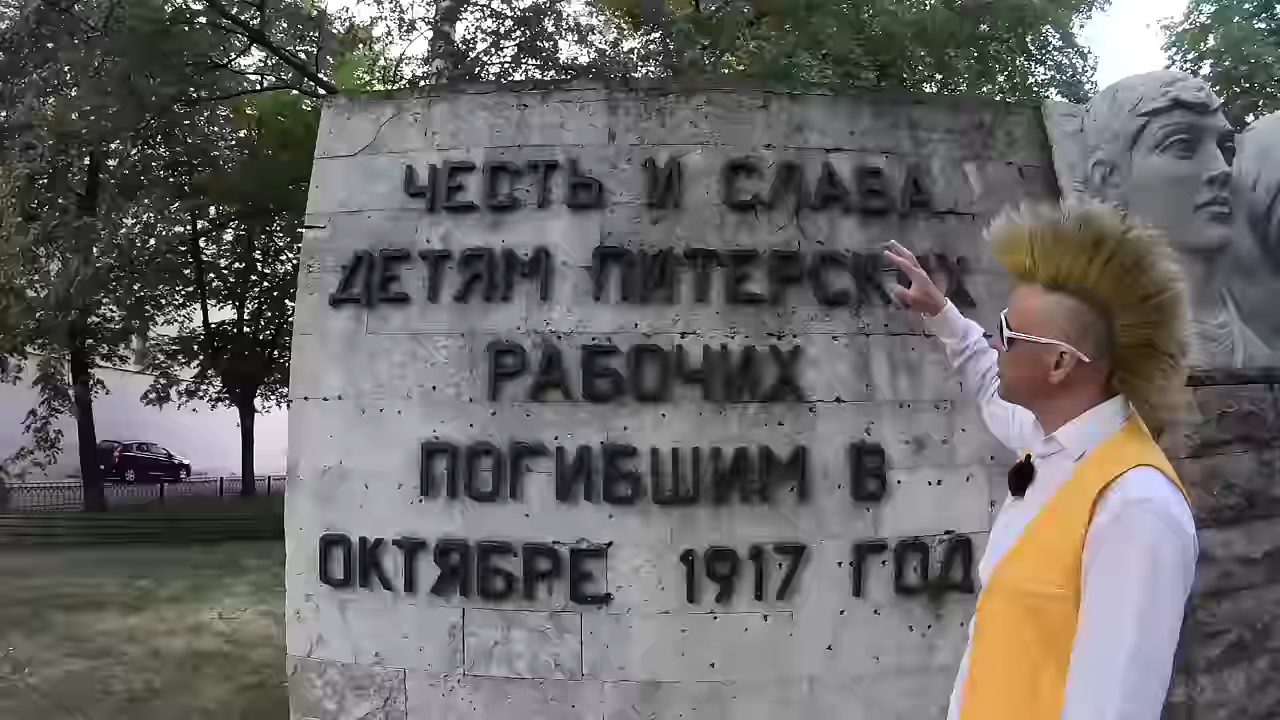 ЧЕСТЬ И СЛАВА
ДЕТЯМ ПИТЕРСКИХ
РАБОЧИХ
ПОГИБШИМ В
ОКТЯБРЕ 1917 ГОД